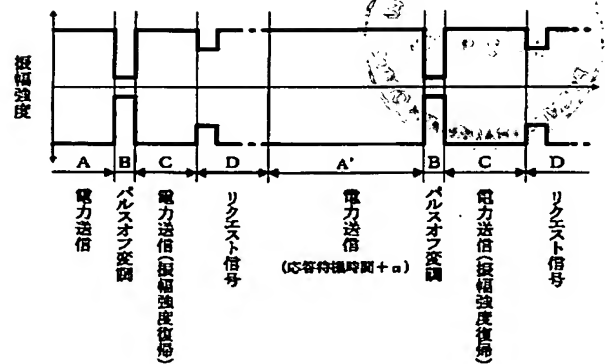 振幅強度
A
B
C
D
A'
B
C
D
電力送信
パルスオフ変調
電力送信(振幅強度復帰)
リクエスト信号
電力送信
(応答待機時間+α)
パルスオフ変調
電力送信(振幅強度復帰)
リクエスト信号